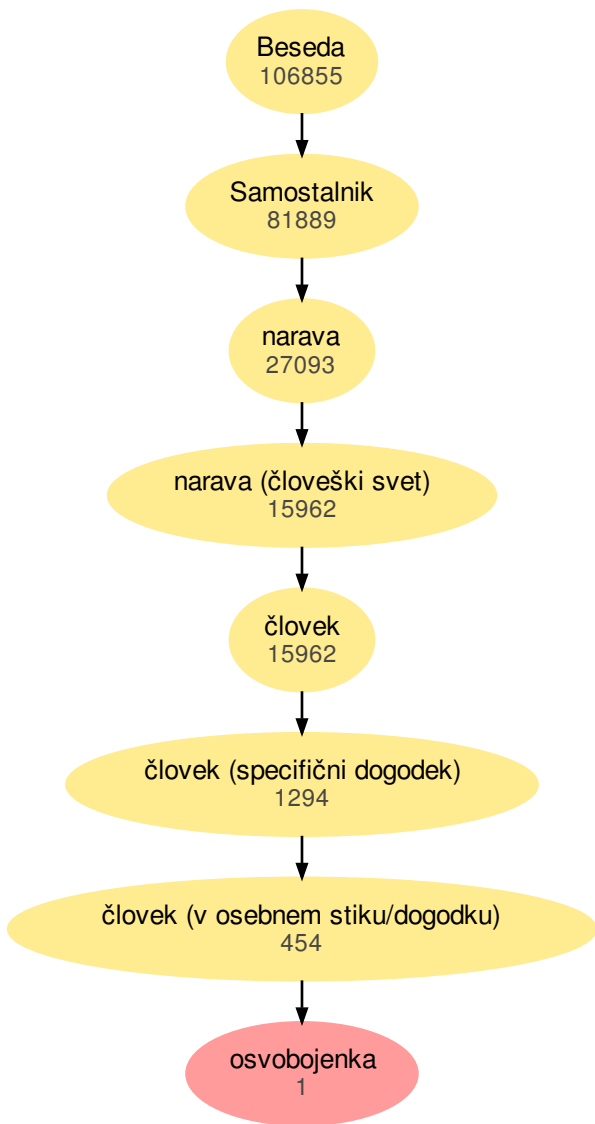 Beseda
106855
Samostalnik
81889
narava
27093
narava (človeški svet)
15962
človek
15962
človek (specifični dogodek)
1294
človek (v osebnem stiku/dogodku)
454
osvobojenka
1